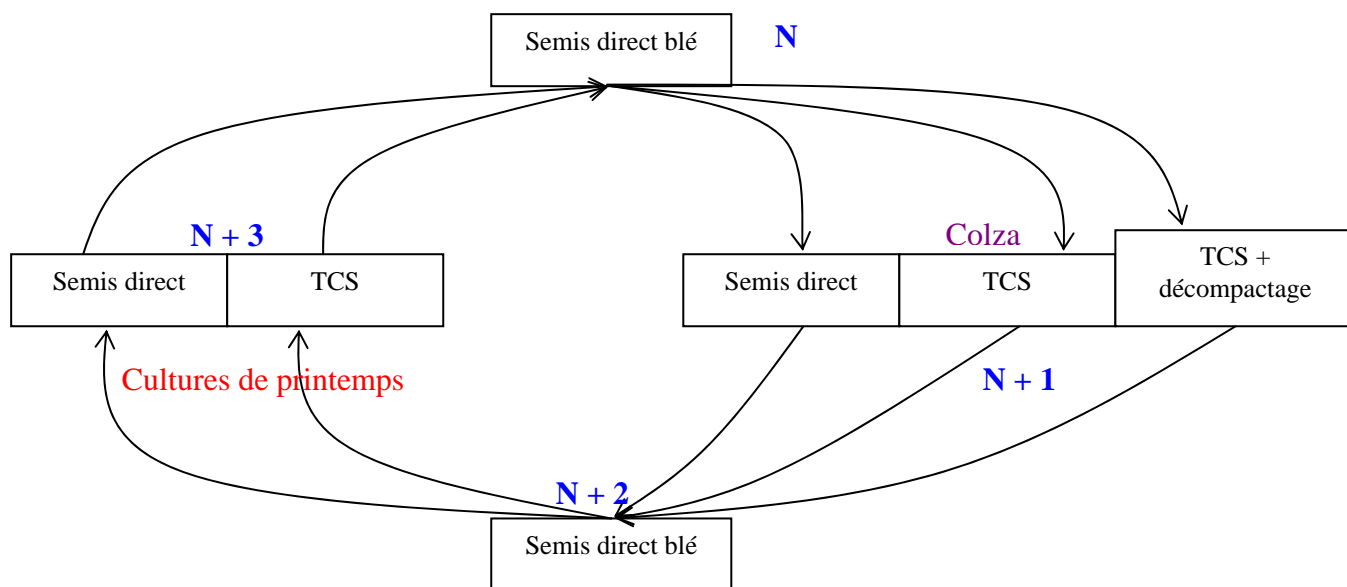 Semis direct blé
N
N + 3
Colza
Semis direct
TCS
Semis direct
TCS
TCS +
décompactage
Cultures de printemps
N + 1
N + 2
Semis direct blé